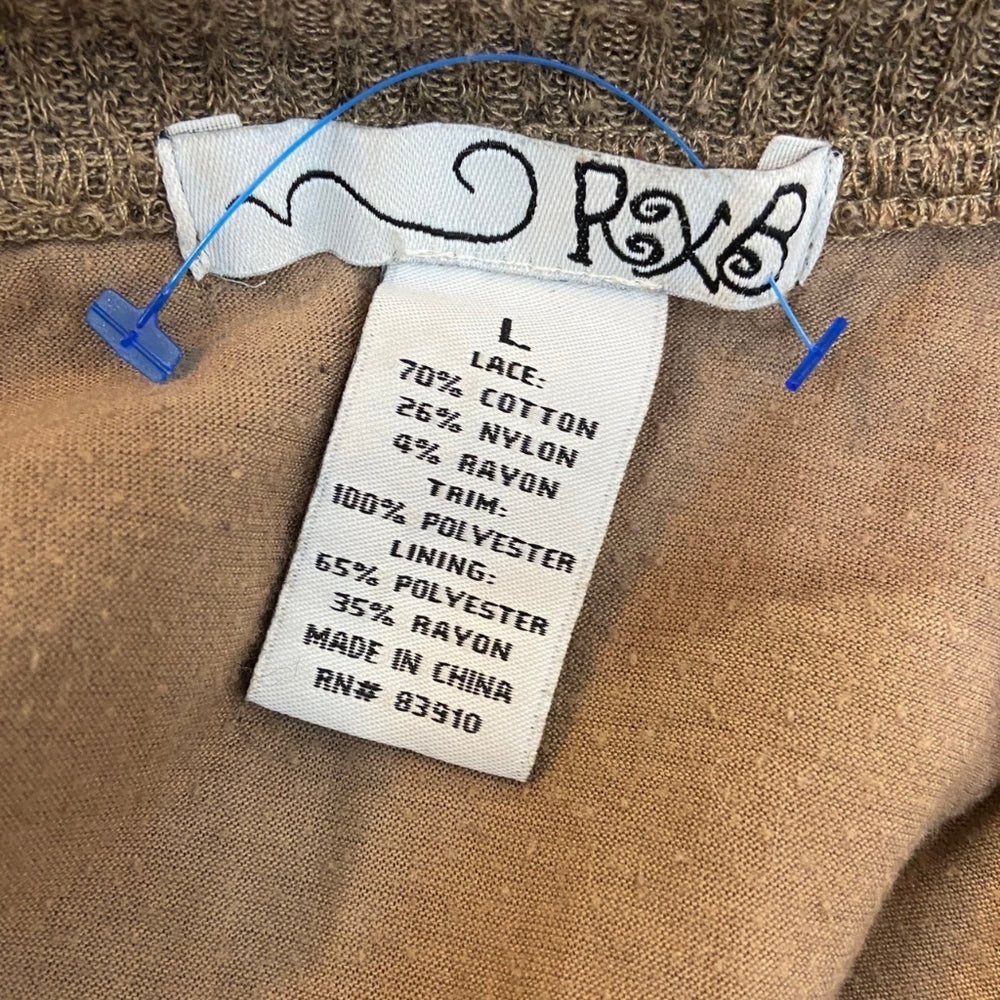 RXB
L
LACE:
70% COTTON
26% NYLON
4% RAYON
TRIM:
100% POLYESTER
LINING:
65% POLYESTER
35% RAYON
MADE IN CHINA
RN# 83910